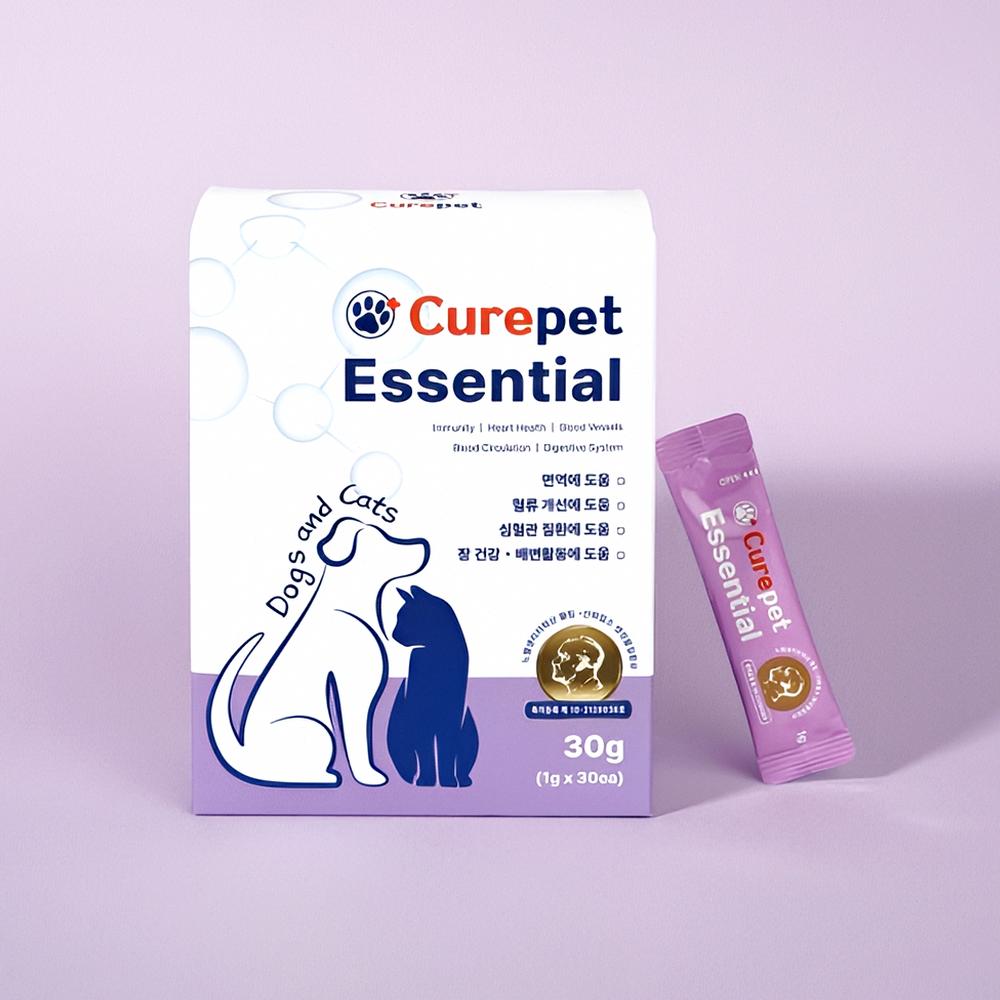 Curepet
Curepet
Essential
Immunity | Heart Health | Blood Vessels
Blood Circulation | Digestive System
면역에 도움
혈류 개선에 도움
심혈관 질환에 도움
장 건강 • 배변활동에 도움
Dogs and Cats
30g
(1g x 30ea)
OPEN
Curepet
Essential
1g